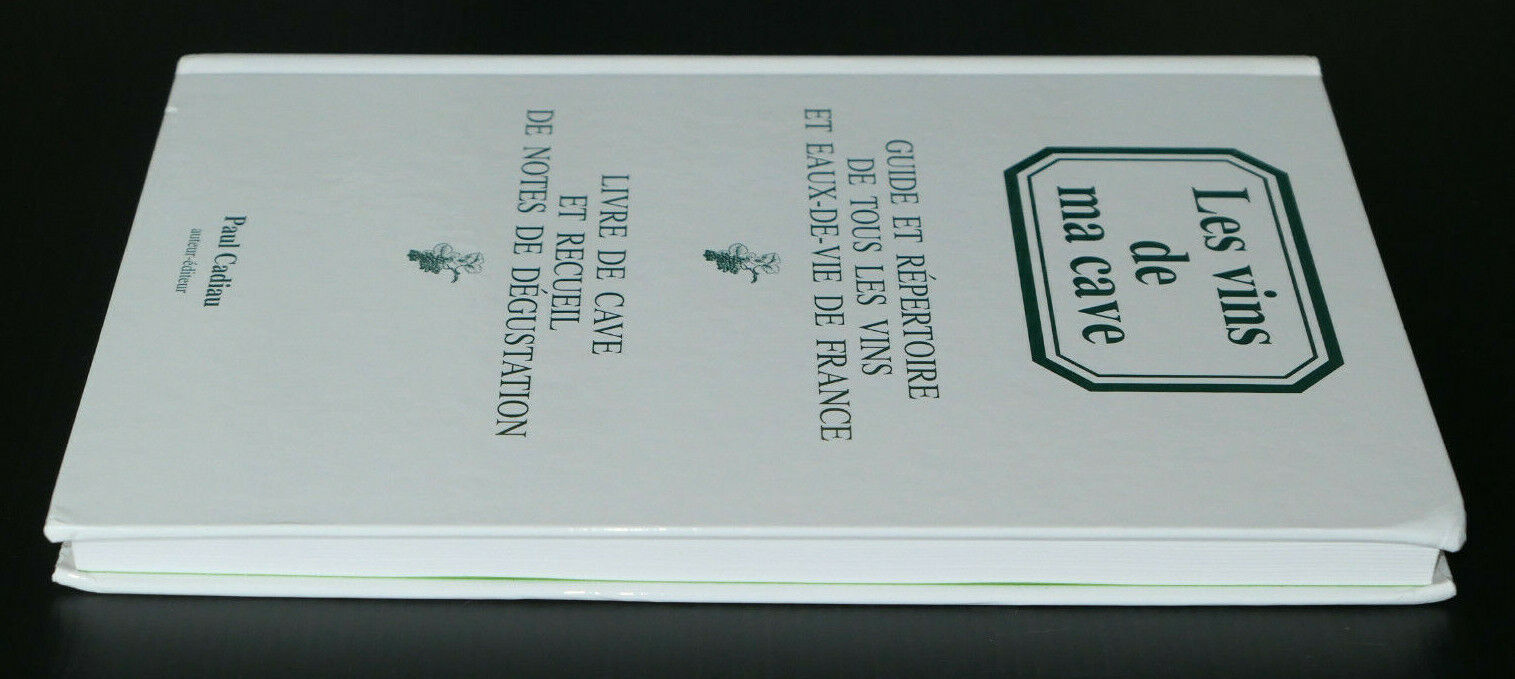 Les vins
de
ma cave
GUIDE ET RÉPERTOIRE
DE TOUS LES VINS
ET EAUX-DE-VIE DE FRANCE
LIVRE DE CAVE
ET RECUEIL
DE NOTES DE DÉGUSTATION
Paul Cadiau
auteur-éditeur